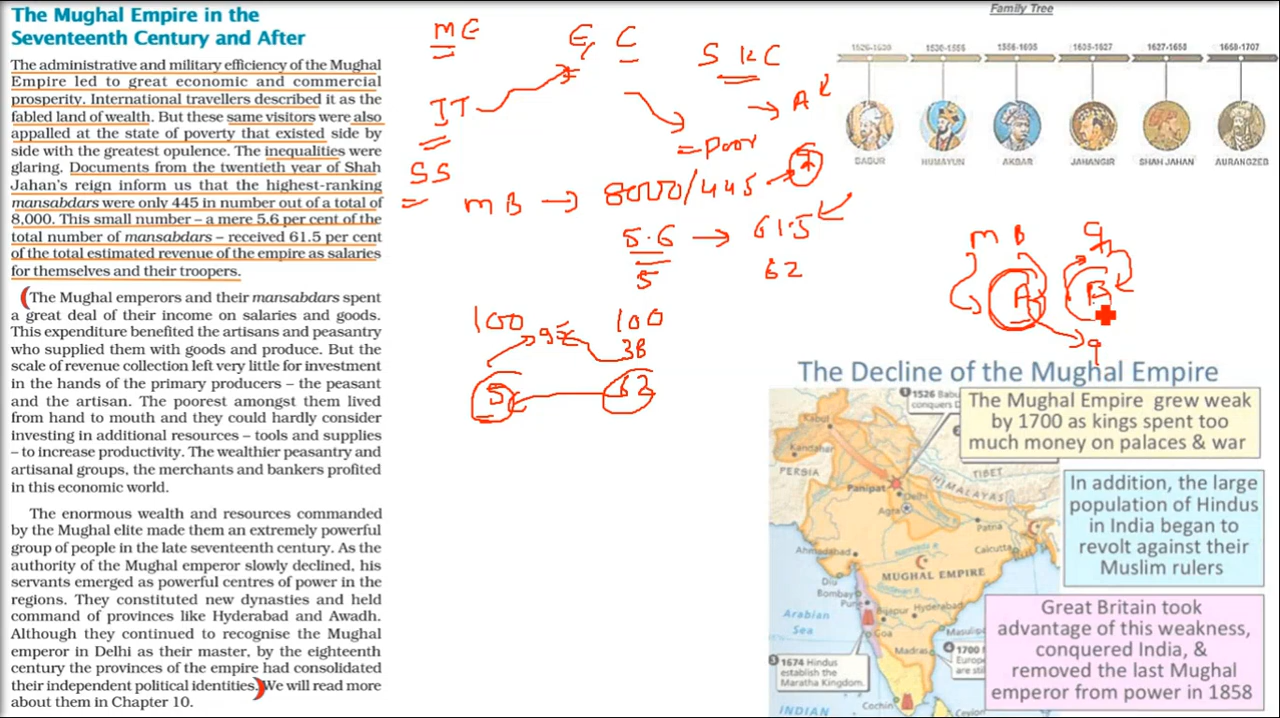 The Mughal Empire in the
Seventeenth Century and After
The administrative and military efficiency of the Mughal
Empire led to great economic and commercial
prosperity. International travellers described it as the
fabled land of wealth. But these same visitors were also
appalled at the state of poverty that existed side by
side with the greatest opulence. The inequalities were
glaring. Documents from the twentieth year of Shah
Jahan's reign inform us that the highest-ranking
mansabdars were only 445 in number out of a total of
8,000. This small number – a mere 5.6 per cent of the
total number of mansabdars – received 61.5 per cent
of the total estimated revenue of the empire as salaries
for themselves and their troopers.
The Mughal emperors and their mansabdars spent
a great deal of their income on salaries and goods.
This expenditure benefited the artisans and peasantry
who supplied them with goods and produce. But the
scale of revenue collection left very little for investment
in the hands of the primary producers – the peasant
and the artisan. The poorest amongst them lived
from hand to mouth and they could hardly consider
investing in additional resources – tools and supplies
– to increase productivity. The wealthier peasantry and
artisanal groups, the merchants and bankers profited
in this economic world.
The enormous wealth and resources commanded
by the Mughal elite made them an extremely powerful
group of people in the late seventeenth century. As the
authority of the Mughal emperor slowly declined, his
servants emerged as powerful centres of power in the
regions. They constituted new dynasties and held
command of provinces like Hyderabad and Awadh.
Although they continued to recognise the Mughal
emperor in Delhi as their master, by the eighteenth
century the provinces of the empire had consolidated
their independent political identities. We will read more
about them in Chapter 10.
ME E C SKC
IT A
Poor
SS
MB 8000/445
5.6 61.5
5 62
100 100
95 38
5 62
Family Tree
1526-1530 1530-1556 1556-1605 1605-1627 1627-1658 1658-1707
BABUR HUMAYUN AKBAR JAHANGIR SHAH JAHAN AURANGZEB
M B
A B
The Decline of the Mughal Empire
The Mughal Empire grew weak
by 1700 as kings spent too
much money on palaces & war
In addition, the large
population of Hindus
in India began to
revolt against their
Muslim rulers
Great Britain took
advantage of this weakness,
conquered India, &
removed the last Mughal
emperor from power in 1858
1526 Babu
conquers D
Kabul
Kandahar
PERSIA
TIBET
HIMALAYAS
Panipat
Delhi
Agra
Patna
Ahmadabad
Narmada R.
Calcutta
MUGHAL EMPIRE
Diu
Bombay
Pune
Bijapur
Hyderabad
Arabian
Sea
Goa
Masulip
Madras
4 1700
Europe
are stil
3 1674 Hindus
establish the
Maratha Kingdom.
Cochin
Ceylon
INDIAN